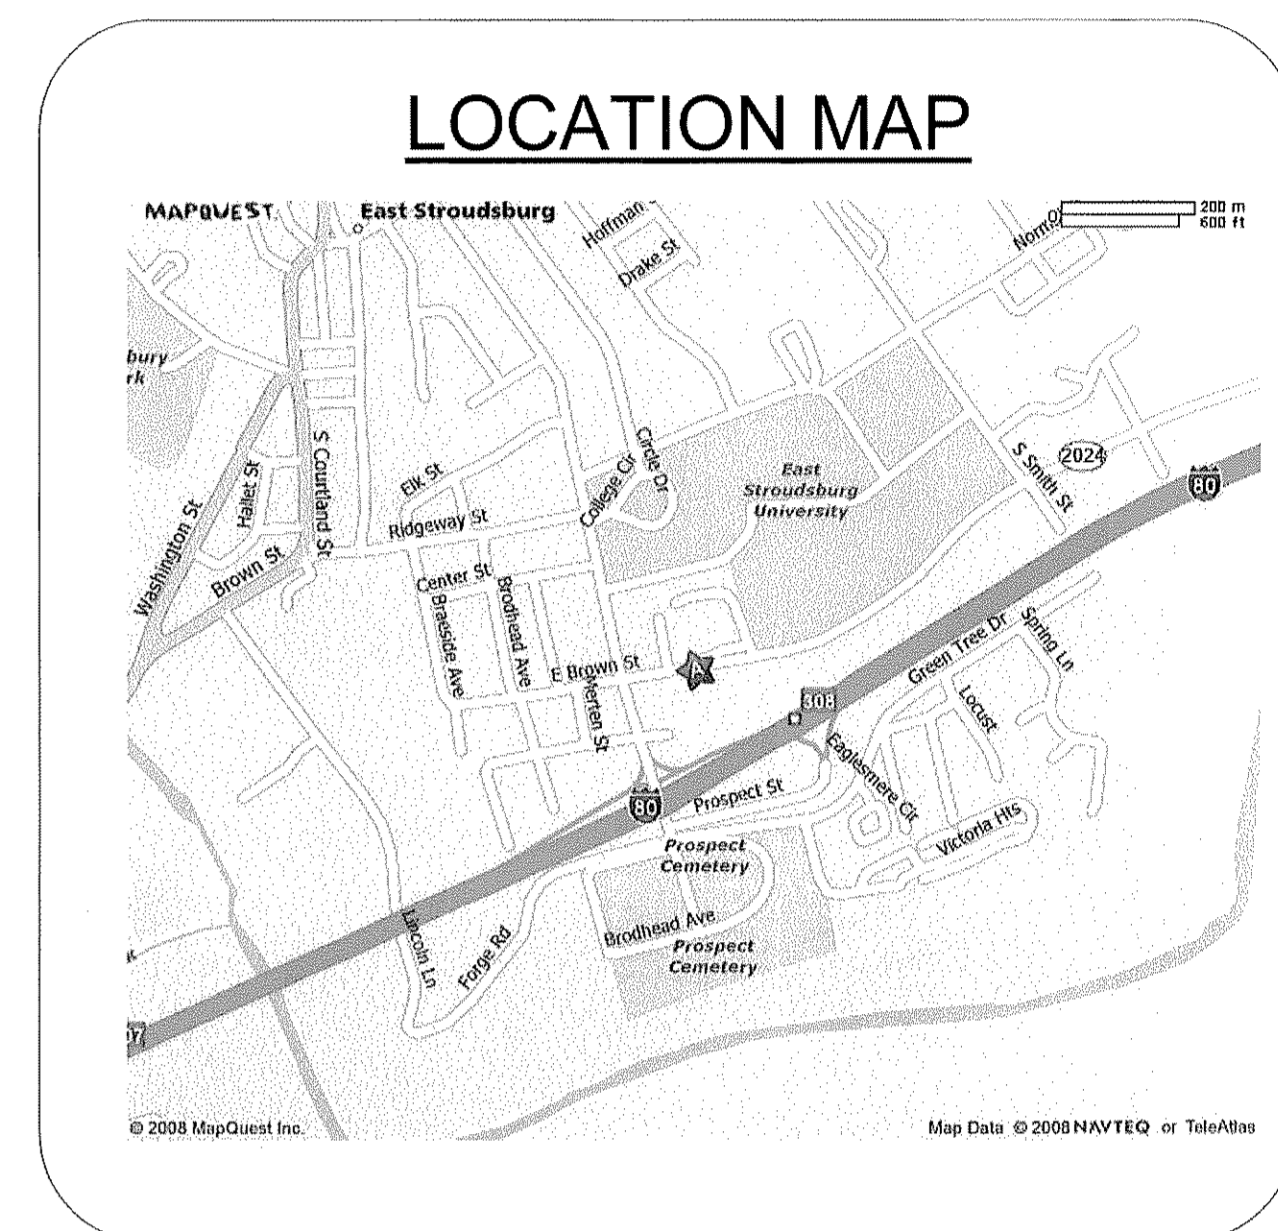 LOCATION MAP
MAPQUEST.
East Stroudsburg
200 m
600 ft
Hoffman
Drake St
bury
rk
S Courtland St
Hallet St
Washington St
Brown St
Elk St
Ridgeway St
College Cir
Circle Dr
East
Stroudsburg
University
S Smith St
2024
80
Center St
Braeside Ave
Brodhead Ave
E Brown St
Merten St
A
308
Green Tree Dr
Spring Ln
Locust
Eaglesmere Cir
Victoria Hts
80
Prospect St
Prospect
Cemetery
Brodhead Ave
Prospect
Cemetery
Lincoln Ln
Forge Rd
© 2008 MapQuest Inc.
Map Data © 2008 NAVTEQ or TeleAtlas